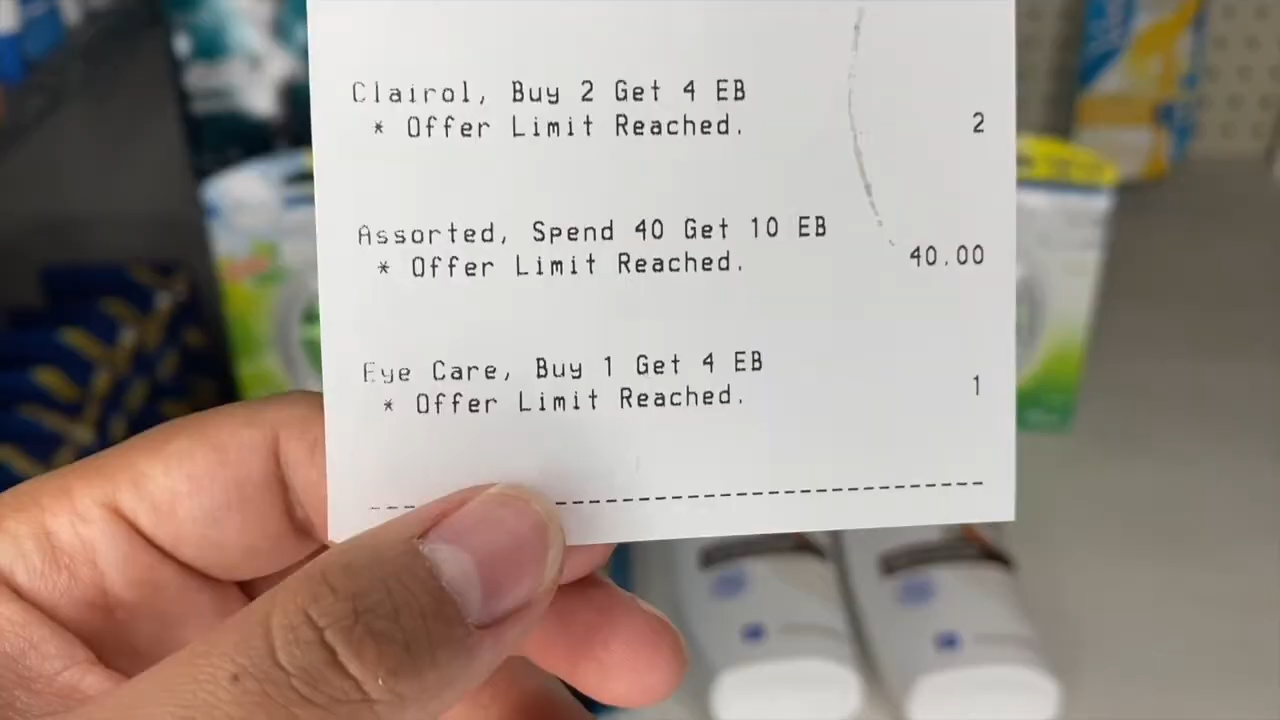 Clairol, Buy 2 Get 4 EB
* Offer Limit Reached. 2
Assorted, Spend 40 Get 10 EB
* Offer Limit Reached. 40.00
Eye Care, Buy 1 Get 4 EB
* Offer Limit Reached. 1